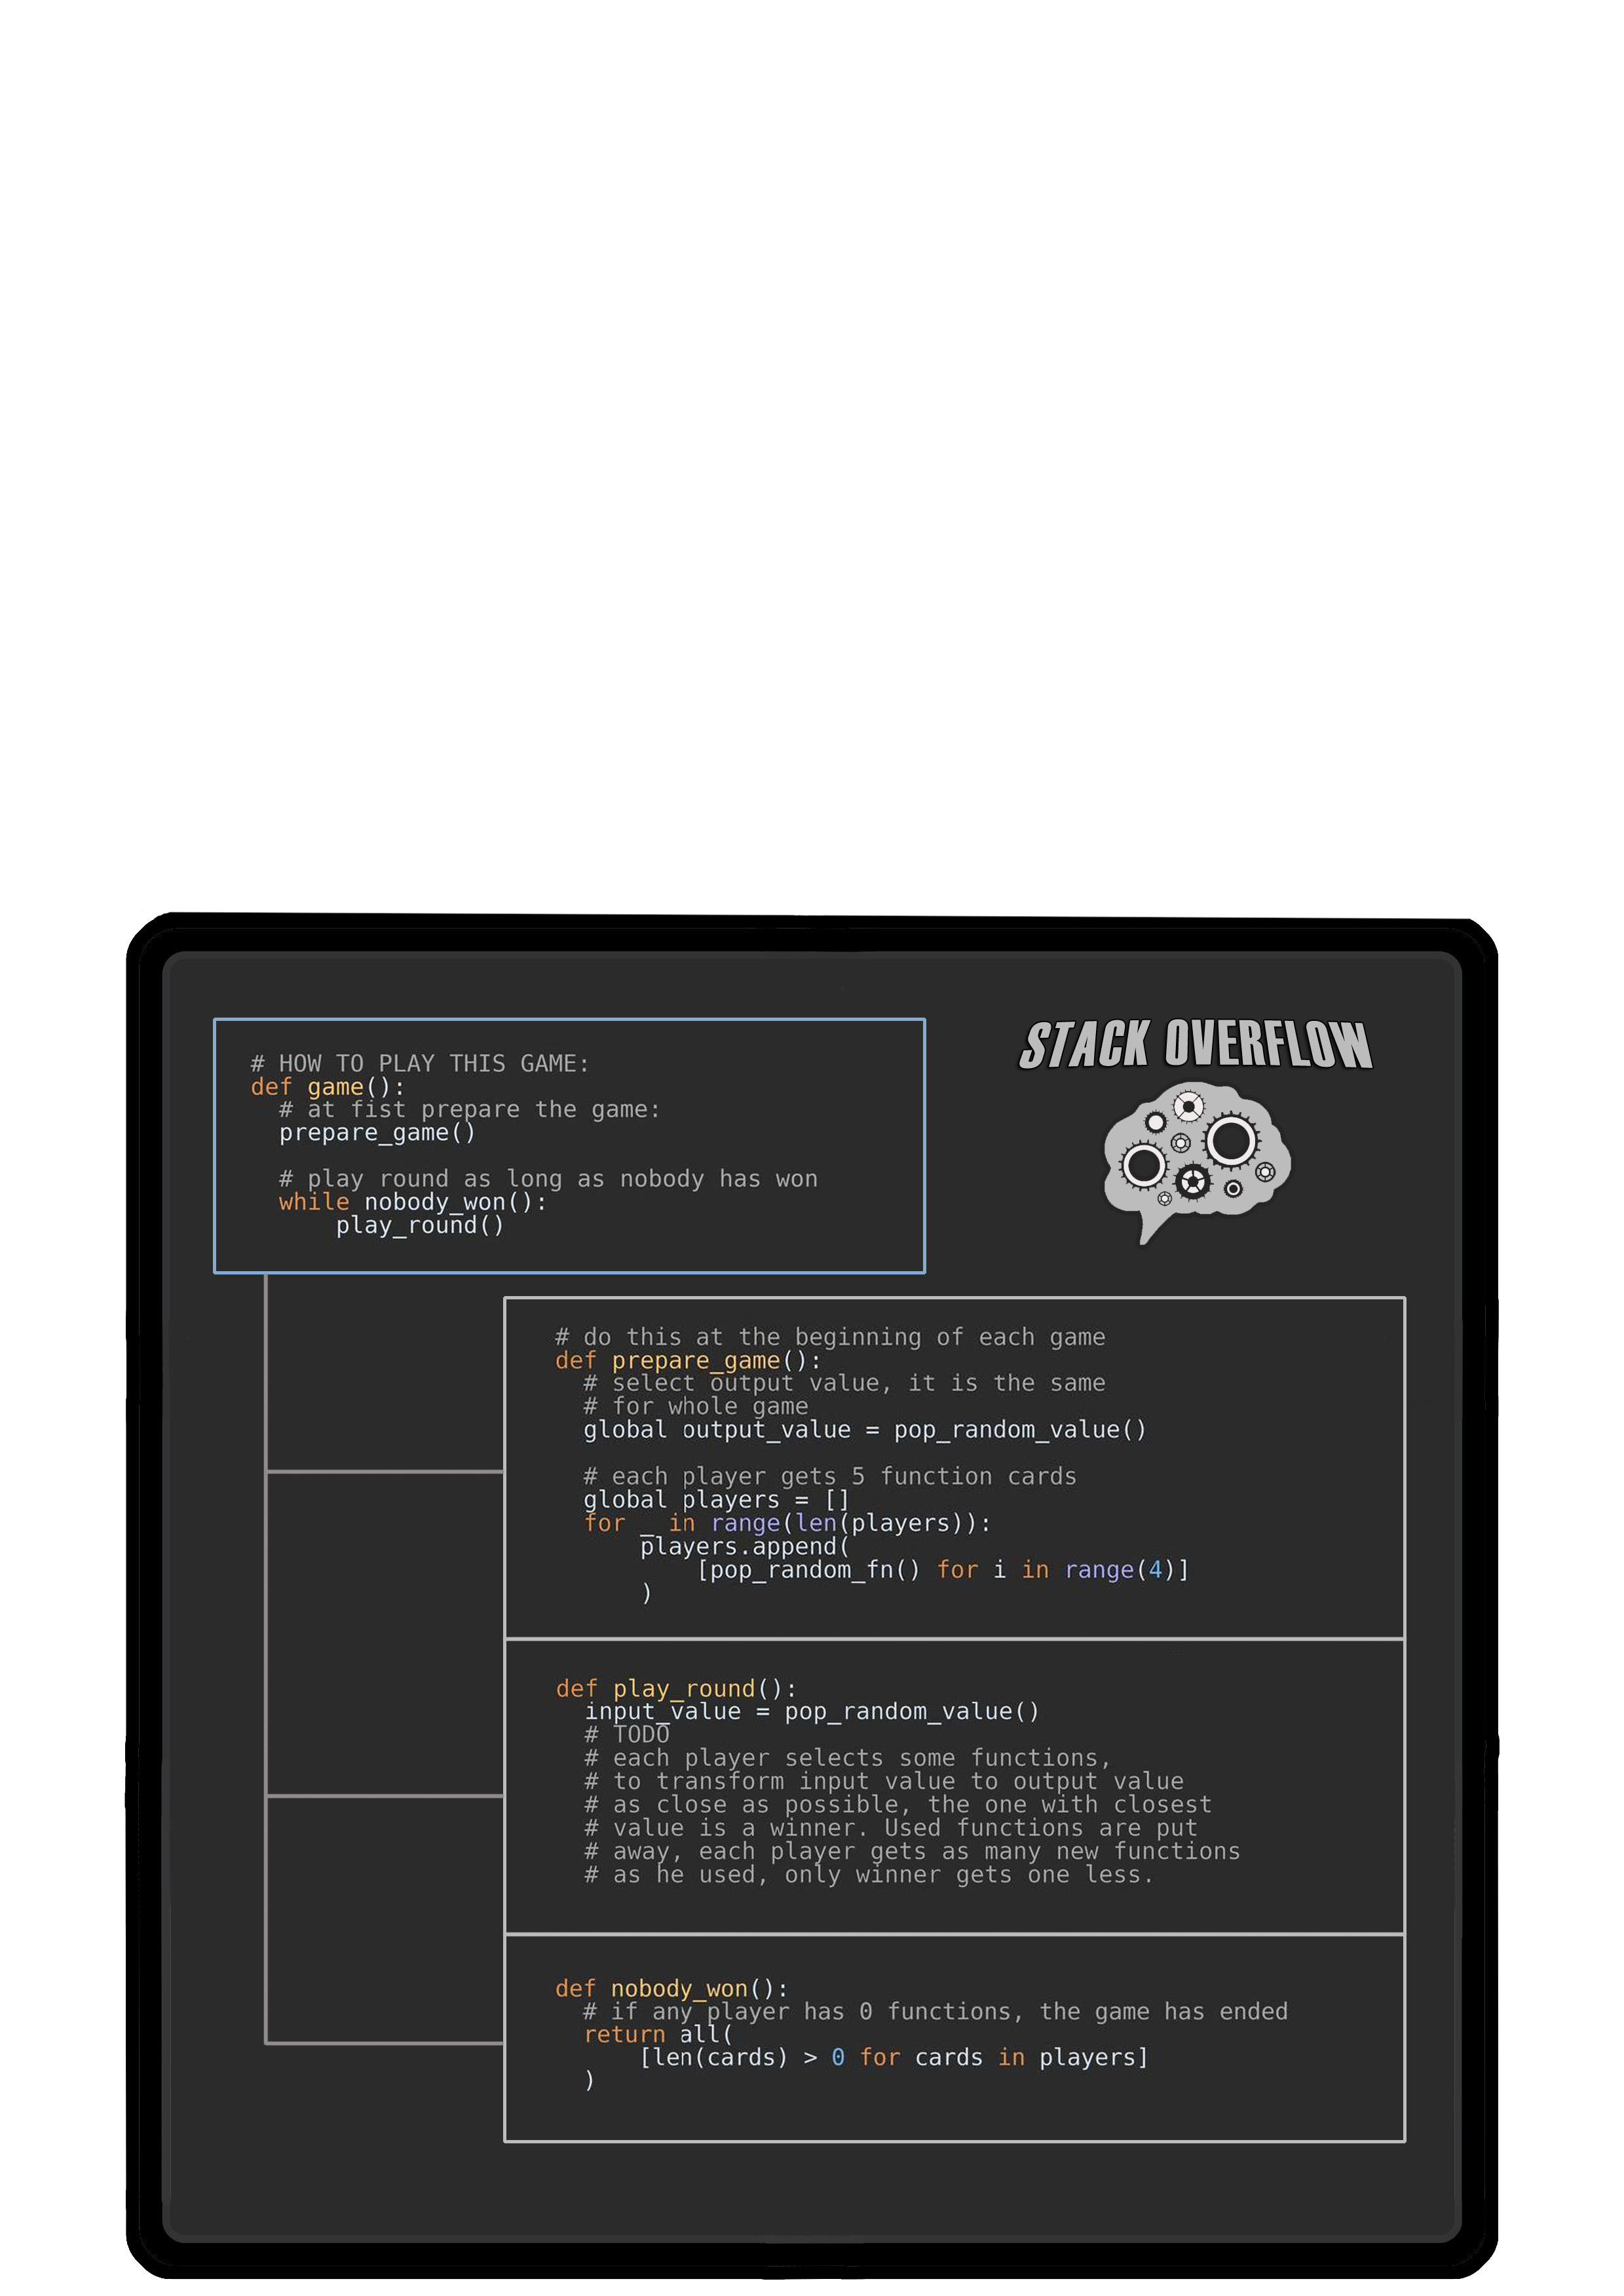 # HOW TO PLAY THIS GAME:
def game():
  # at fist prepare the game:
  prepare_game()

  # play round as long as nobody has won
  while nobody_won():
      play_round()
STACK OVERFLOW
# do this at the beginning of each game
def prepare_game():
  # select output value, it is the same
  # for whole game
  global output_value = pop_random_value()

  # each player gets 5 function cards
  global players = []
  for _ in range(len(players)):
      players.append(
          [pop_random_fn() for i in range(4)]
      )
def play_round():
  input_value = pop_random_value()
  # TODO
  # each player selects some functions,
  # to transform input value to output value
  # as close as possible, the one with closest
  # value is a winner. Used functions are put
  # away, each player gets as many new functions
  # as he used, only winner gets one less.
def nobody_won():
  # if any player has 0 functions, the game has ended
  return all(
      [len(cards) > 0 for cards in players]
  )